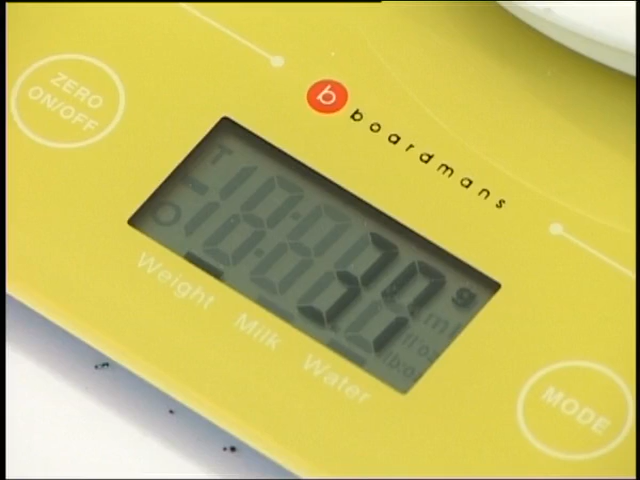 ZERO
ON/OFF
b boardmans
g
Weight Milk Water
MODE